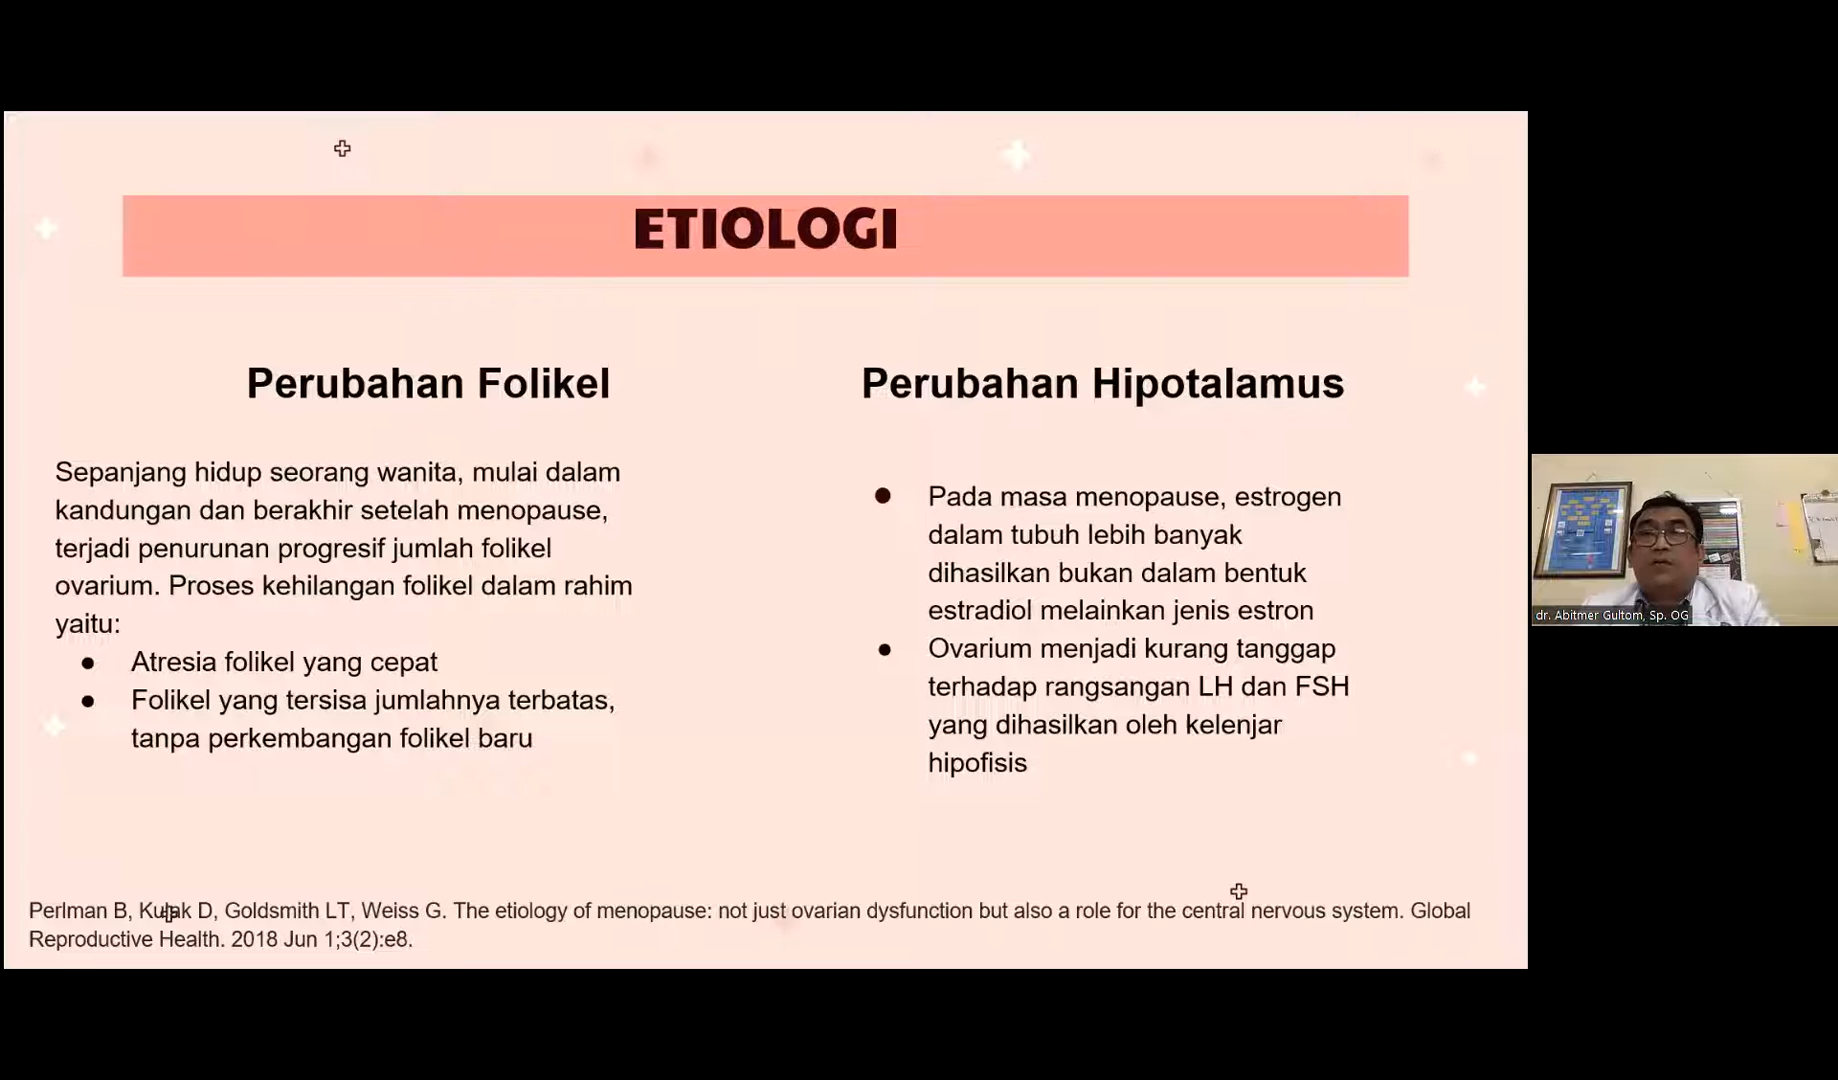 ETIOLOGI
Perubahan Folikel
Sepanjang hidup seorang wanita, mulai dalam
kandungan dan berakhir setelah menopause,
terjadi penurunan progresif jumlah folikel
ovarium. Proses kehilangan folikel dalam rahim
yaitu:
● Atresia folikel yang cepat
● Folikel yang tersisa jumlahnya terbatas,
tanpa perkembangan folikel baru
Perubahan Hipotalamus
● Pada masa menopause, estrogen
dalam tubuh lebih banyak
dihasilkan bukan dalam bentuk
estradiol melainkan jenis estron
● Ovarium menjadi kurang tanggap
terhadap rangsangan LH dan FSH
yang dihasilkan oleh kelenjar
hipofisis
Perlman B, Kulak D, Goldsmith LT, Weiss G. The etiology of menopause: not just ovarian dysfunction but also a role for the central nervous system. Global
Reproductive Health. 2018 Jun 1;3(2):e8.
dr. Abitmer Gultom, Sp. OG